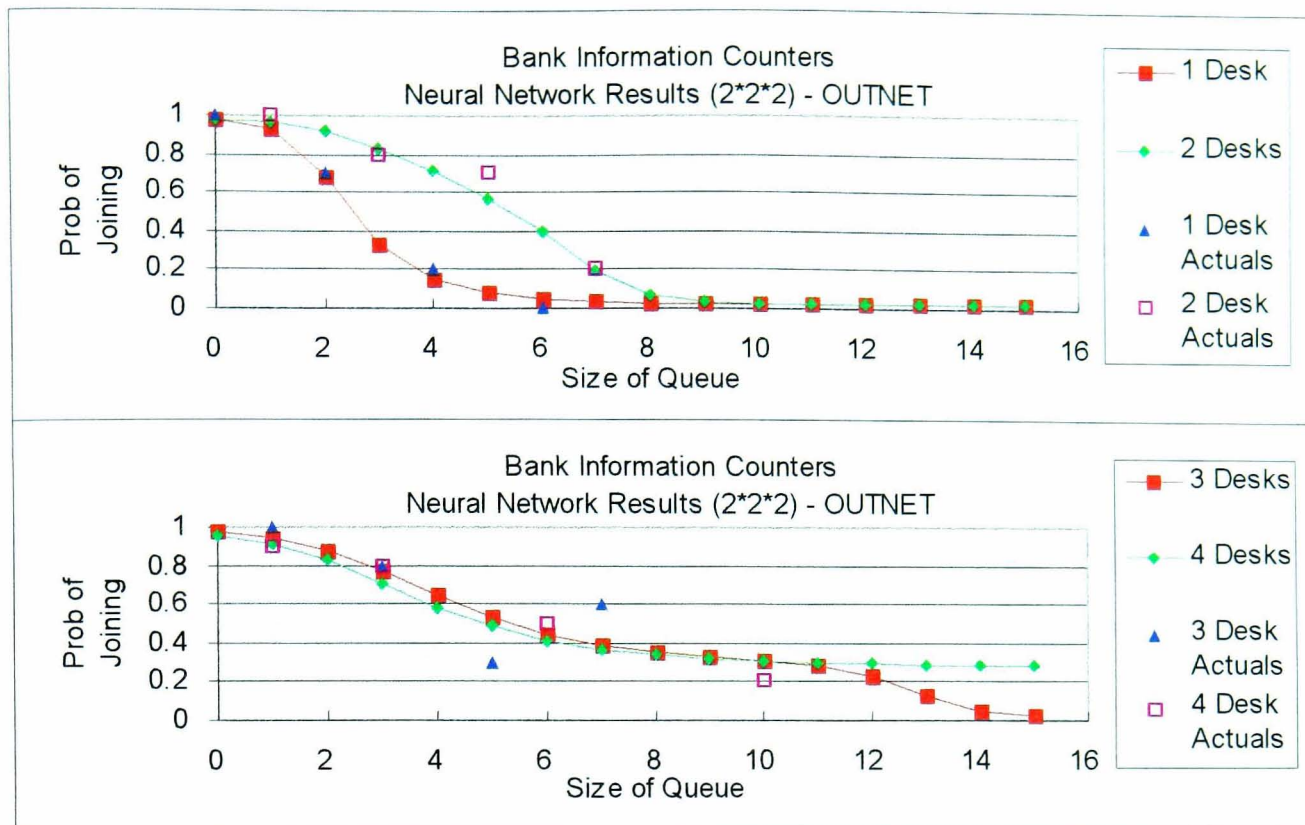 Bank Information Counters
Neural Network Results (2*2*2) - OUTNET
Prob of
Joining
1
0.8
0.6
0.4
0.2
0
0 2 4 6 8 10 12 14 16
Size of Queue
1 Desk
2 Desks
1 Desk
Actuals
2 Desk
Actuals
Bank Information Counters
Neural Network Results (2*2*2) - OUTNET
Prob of
Joining
1
0.8
0.6
0.4
0.2
0
0 2 4 6 8 10 12 14 16
Size of Queue
3 Desks
4 Desks
3 Desk
Actuals
4 Desk
Actuals